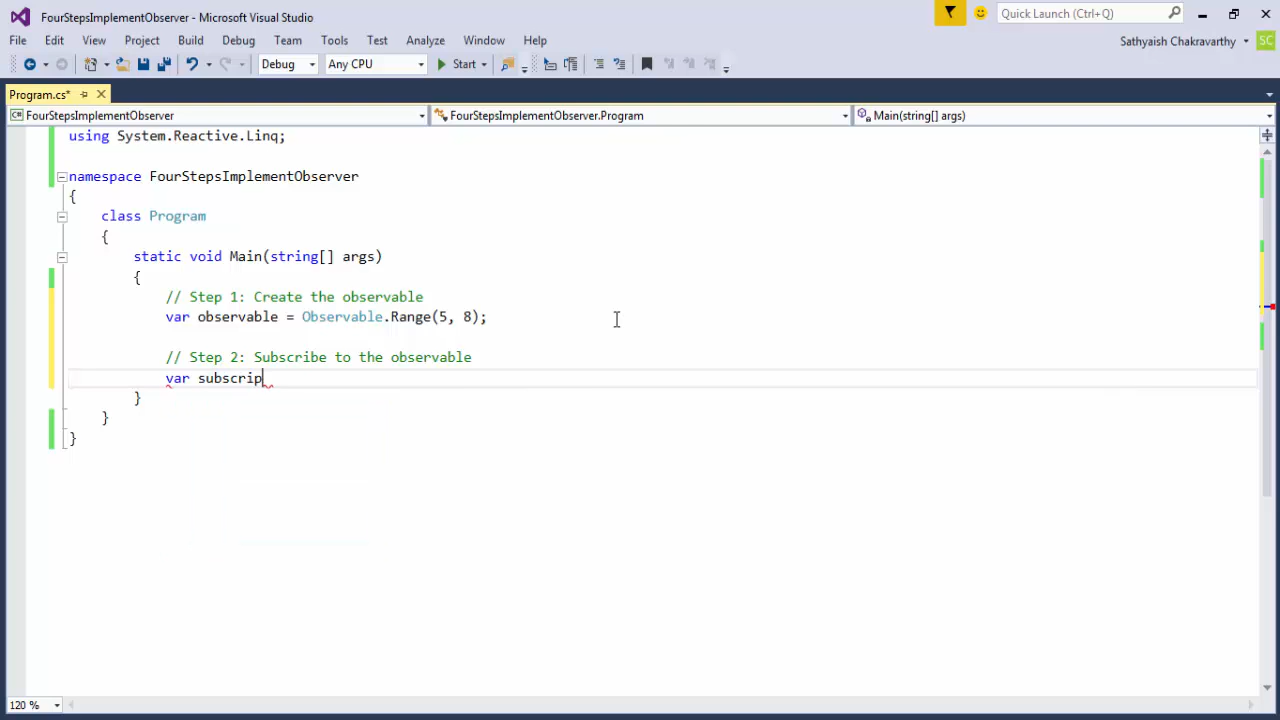 FourStepsImplementObserver - Microsoft Visual Studio
Quick Launch (Ctrl+Q)
File Edit View Project Build Debug Team Tools Test Analyze Window Help
Sathyaish Chakravarthy SC
Debug Any CPU Start
Program.cs*
C# FourStepsImplementObserver FourStepsImplementObserver.Program Main(string[] args)
using System.Reactive.Linq;
namespace FourStepsImplementObserver
{
class Program
{
static void Main(string[] args)
{
// Step 1: Create the observable
var observable = Observable.Range(5, 8);
// Step 2: Subscribe to the observable
var subscrip
}
}
}
120 %